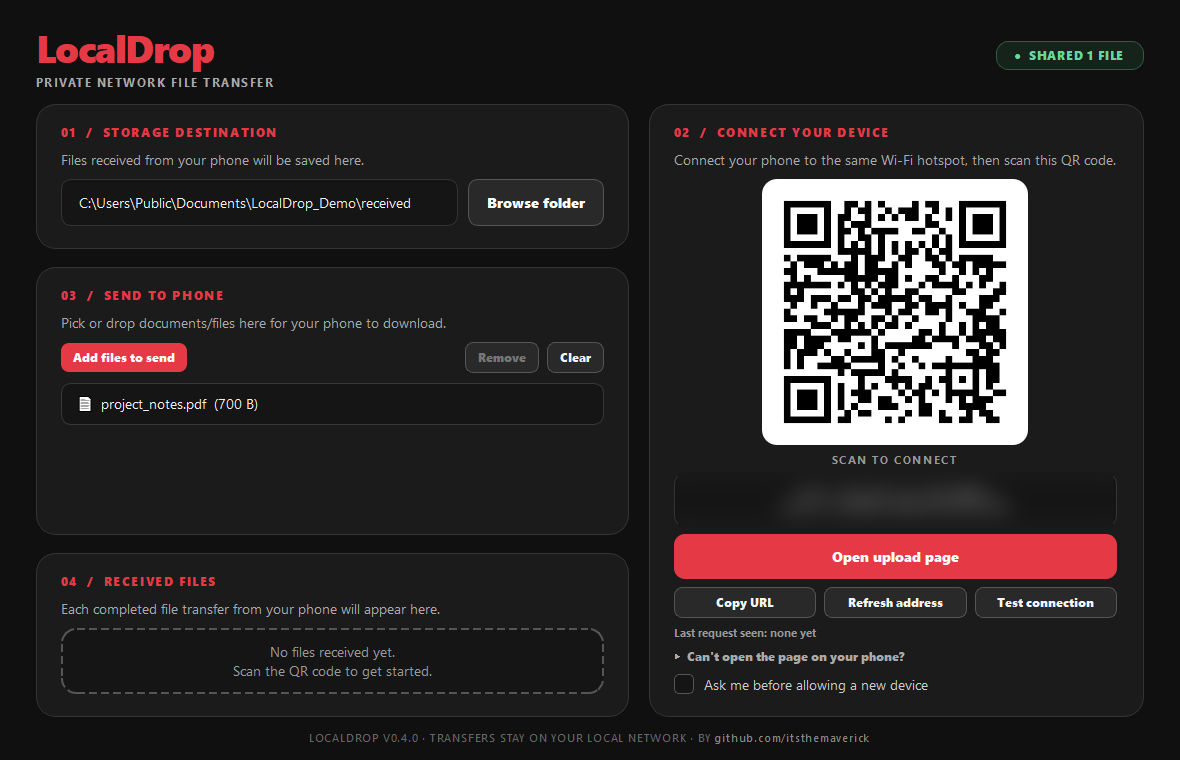 LocalDrop
PRIVATE NETWORK FILE TRANSFER
● SHARED 1 FILE
01 / STORAGE DESTINATION
Files received from your phone will be saved here.
C:\Users\Public\Documents\LocalDrop_Demo\received
Browse folder
02 / CONNECT YOUR DEVICE
Connect your phone to the same Wi-Fi hotspot, then scan this QR code.
SCAN TO CONNECT
Open upload page
Copy URL
Refresh address
Test connection
Last request seen: none yet
Can't open the page on your phone?
Ask me before allowing a new device
03 / SEND TO PHONE
Pick or drop documents/files here for your phone to download.
Add files to send
Remove
Clear
project_notes.pdf (700 B)
04 / RECEIVED FILES
Each completed file transfer from your phone will appear here.
No files received yet.
Scan the QR code to get started.
LOCALDROP V0.4.0 · TRANSFERS STAY ON YOUR LOCAL NETWORK · BY github.com/itsthemaverick